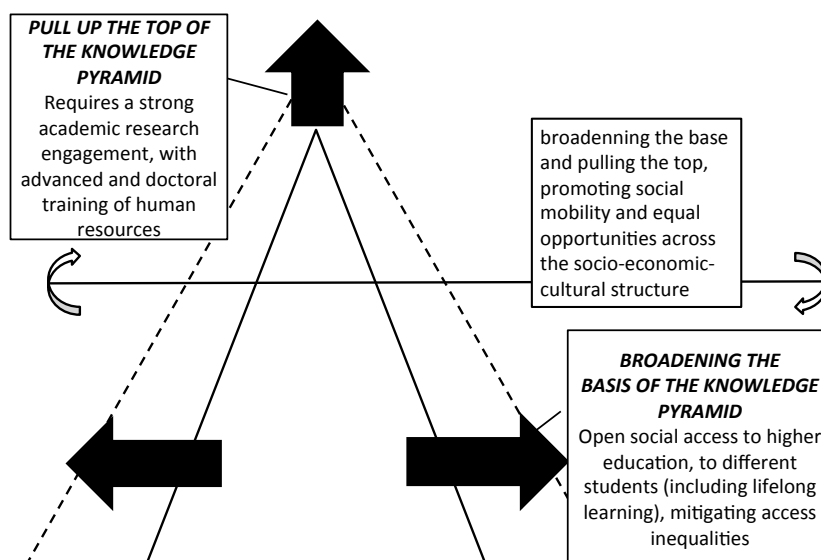 PULL UP THE TOP OF
THE KNOWLEDGE
PYRAMID
Requires a strong
academic research
engagement, with
advanced and doctoral
training of human
resources
broadenning the base
and pulling the top,
promoting social
mobility and equal
opportunities across
the socio-economic-
cultural structure
BROADENING THE
BASIS OF THE KNOWLEDGE
PYRAMID
Open social access to higher
education, to different
students (including lifelong
learning), mitigating access
inequalities